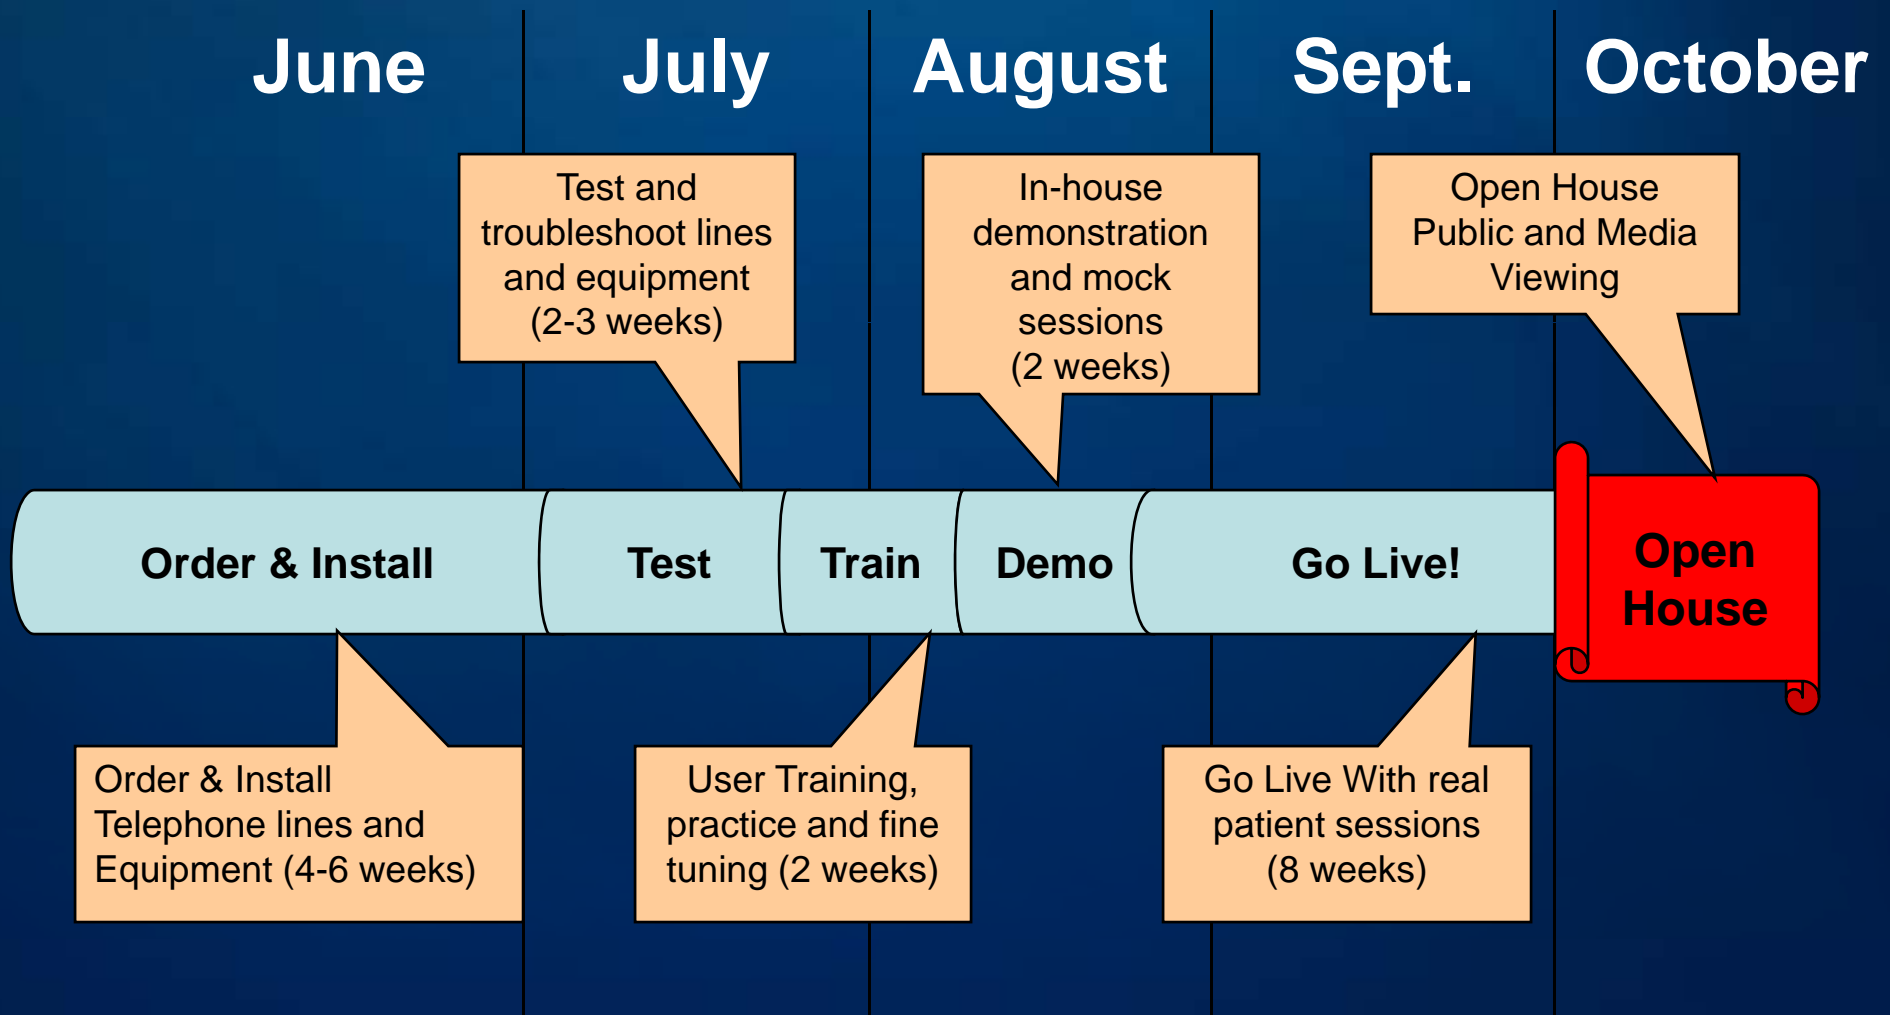 June
July
August
Sept.
October
Test and
troubleshoot lines
and equipment
(2-3 weeks)
In-house
demonstration
and mock
sessions
(2 weeks)
Open House
Public and Media
Viewing
Order & Install
Test
Train
Demo
Go Live!
Open
House
Order & Install
Telephone lines and
Equipment (4-6 weeks)
User Training,
practice and fine
tuning (2 weeks)
Go Live With real
patient sessions
(8 weeks)